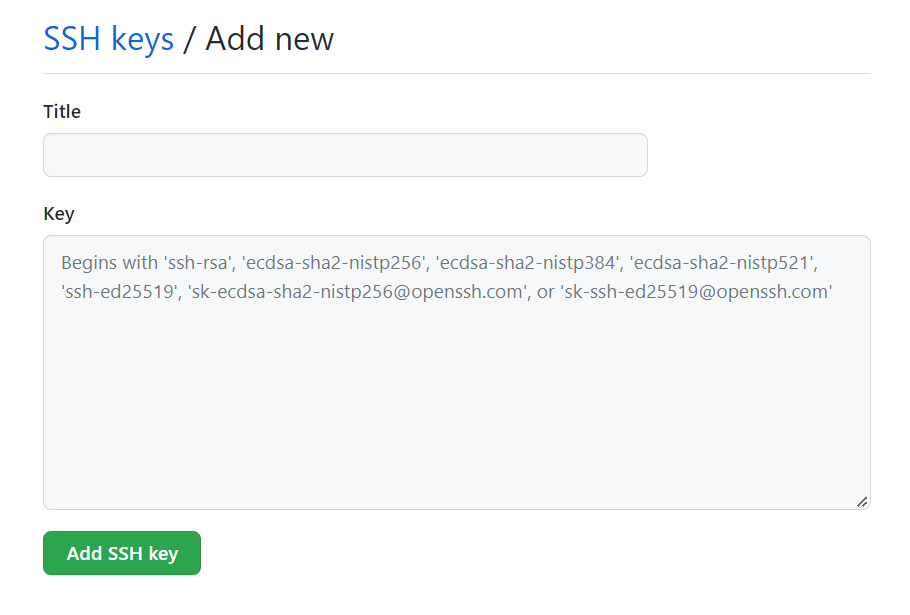 SSH keys / Add new
Title
Key
Begins with 'ssh-rsa', 'ecdsa-sha2-nistp256', 'ecdsa-sha2-nistp384', 'ecdsa-sha2-nistp521',
'ssh-ed25519', 'sk-ecdsa-sha2-nistp256@openssh.com', or 'sk-ssh-ed25519@openssh.com'
Add SSH key